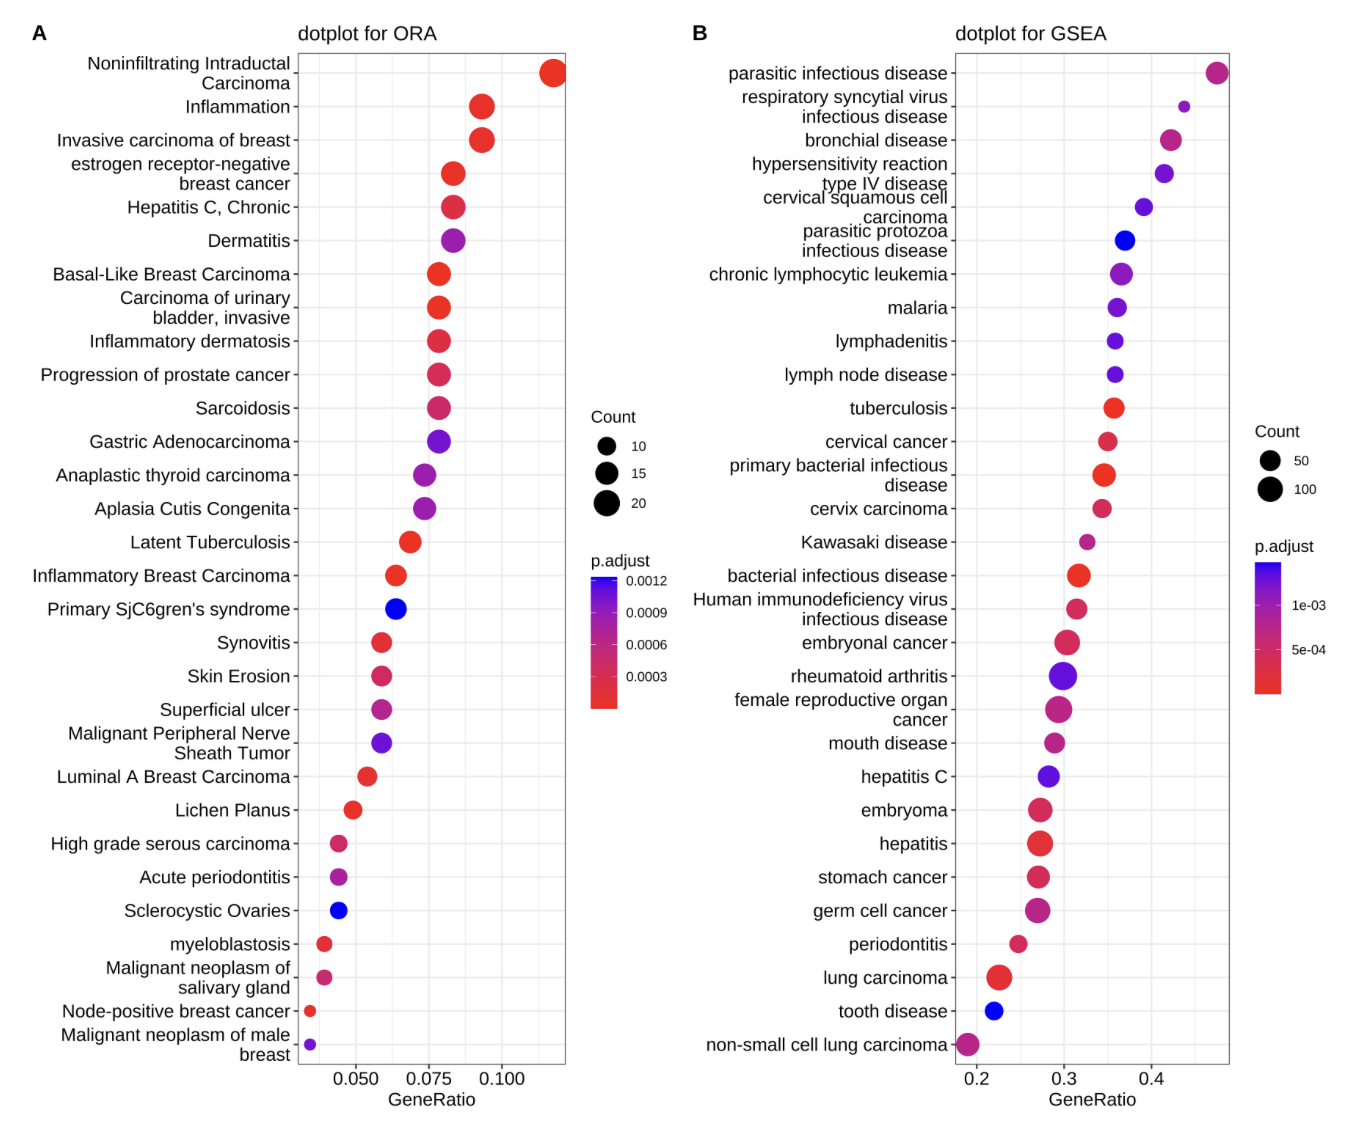 A
dotplot for ORA
Noninfiltrating Intraductal
Carcinoma
Inflammation
Invasive carcinoma of breast
estrogen receptor-negative
breast cancer
Hepatitis C, Chronic
Dermatitis
Basal-Like Breast Carcinoma
Carcinoma of urinary
bladder, invasive
Inflammatory dermatosis
Progression of prostate cancer
Sarcoidosis
Gastric Adenocarcinoma
Anaplastic thyroid carcinoma
Aplasia Cutis Congenita
Latent Tuberculosis
Inflammatory Breast Carcinoma
Primary SjC6gren's syndrome
Synovitis
Skin Erosion
Superficial ulcer
Malignant Peripheral Nerve
Sheath Tumor
Luminal A Breast Carcinoma
Lichen Planus
High grade serous carcinoma
Acute periodontitis
Sclerocystic Ovaries
myeloblastosis
Malignant neoplasm of
salivary gland
Node-positive breast cancer
Malignant neoplasm of male
breast
0.050 0.075 0.100
GeneRatio
Count
10
15
20
p.adjust
0.0012
0.0009
0.0006
0.0003
B
dotplot for GSEA
parasitic infectious disease
respiratory syncytial virus
infectious disease
bronchial disease
hypersensitivity reaction
type IV disease
cervical squamous cell
carcinoma
parasitic protozoa
infectious disease
chronic lymphocytic leukemia
malaria
lymphadenitis
lymph node disease
tuberculosis
cervical cancer
primary bacterial infectious
disease
cervix carcinoma
Kawasaki disease
bacterial infectious disease
Human immunodeficiency virus
infectious disease
embryonal cancer
rheumatoid arthritis
female reproductive organ
cancer
mouth disease
hepatitis C
embryoma
hepatitis
stomach cancer
germ cell cancer
periodontitis
lung carcinoma
tooth disease
non-small cell lung carcinoma
0.2 0.3 0.4
GeneRatio
Count
50
100
p.adjust
1e-03
5e-04